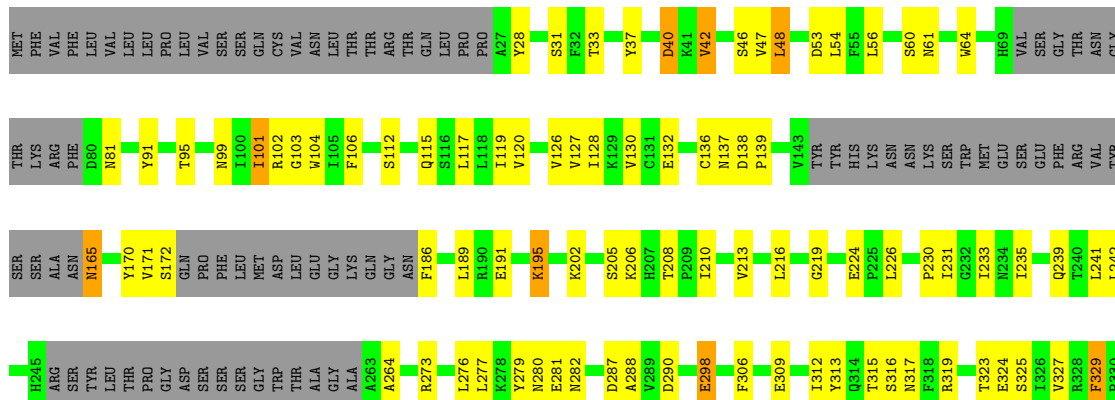 MET PHE VAL PHE LEU VAL LEU LEU PRO LEU VAL SER SER GLN CYS VAL ASN LEU THR THR ARG THR GLN LEU PRO PRO A27 Y28 S31 F32 T33 Y37 D40 K41 V42 S46 V47 L48 D53 L54 F55 L56 S60 N61 W64 H69 VAL SER GLY THR ASN GLY
THR LYS ARG PHE D80 N81 Y91 T95 N99 I100 I101 R102 G103 W104 I105 F106 S112 Q115 S116 L117 L118 I119 V120 V126 V127 I128 K129 V130 C131 E132 C136 N137 D138 P139 V143 TYR TYR HIS LYS ASN ASN LYS SER TRP MET GLU SER GLU PHE ARG VAL TYR
SER SER ALA ASN N165 Y170 V171 S172 GLN PRO PHE LEU MET ASP LEU GLU GLY LYS GLN GLY ASN F186 L189 R190 E191 K195 K202 S205 K206 H207 T208 P209 I210 V213 L216 G219 E224 P225 L226 P230 I231 G232 I233 N234 I235 Q239 T240 L241 L242
H245 ARG SER TYR LEU THR PRO GLY ASP SER SER SER GLY TRP THR ALA GLY ALA A263 A264 R273 L276 L277 K278 Y279 N280 E281 N282 D287 A288 V289 D290 E298 F306 E309 I312 Y313 Q314 T315 S316 N317 F318 R319 T323 E324 S325 I326 V327 R328 F329 P330